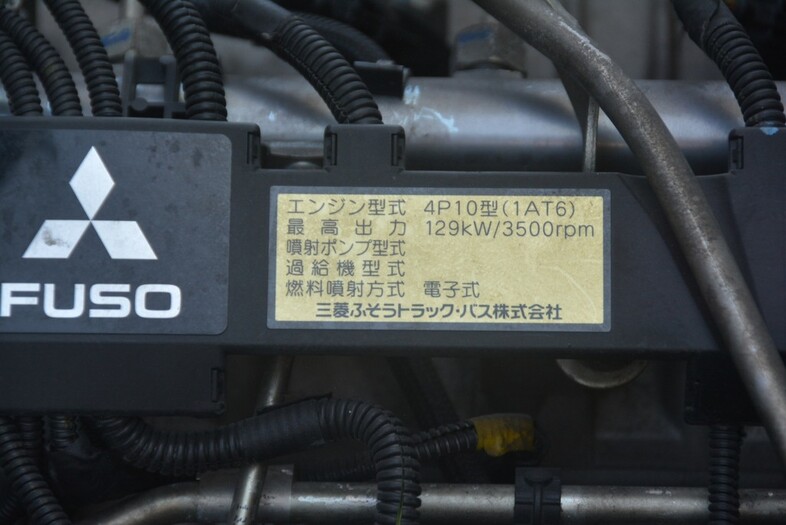 FUSO
エンジン型式 4P10型(1AT6)
最高出力 129kW/3500rpm
噴射ポンプ型式
過給機型式
燃料噴射方式 電子式
三菱ふそうトラック・バス株式会社